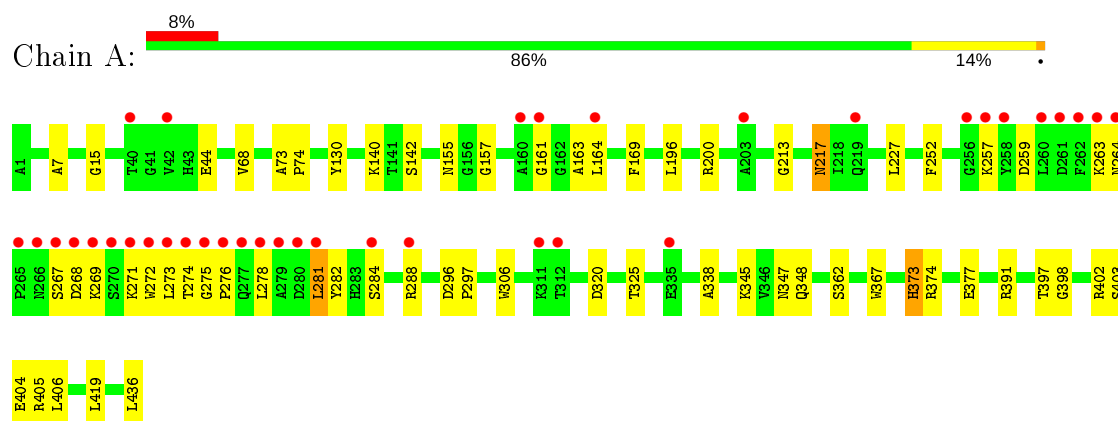 8%
Chain A:
86% 14% •
A1 A7 G15 T40 G41 V42 H43 E44 V68 A73 P74 Y130 K140 T141 S142 N155 G156 G157 A160 G161 G162 A163 L164 F169 L196 R200 A203 G213 N217 I218 Q219 L227 F252 G256 K257 Y258 D259 L260 D261 F262 K263 N264
P265 N266 S267 D268 K269 S270 K271 W272 L273 T274 G275 P276 Q277 L278 A279 D280 L281 Y282 H283 S284 R288 D296 P297 W306 K311 T312 D320 T325 E335 A338 K345 V346 N347 Q348 S362 W367 H373 R374 E377 R391 T397 G398 R402 S403
E404 R405 L406 L419 L436